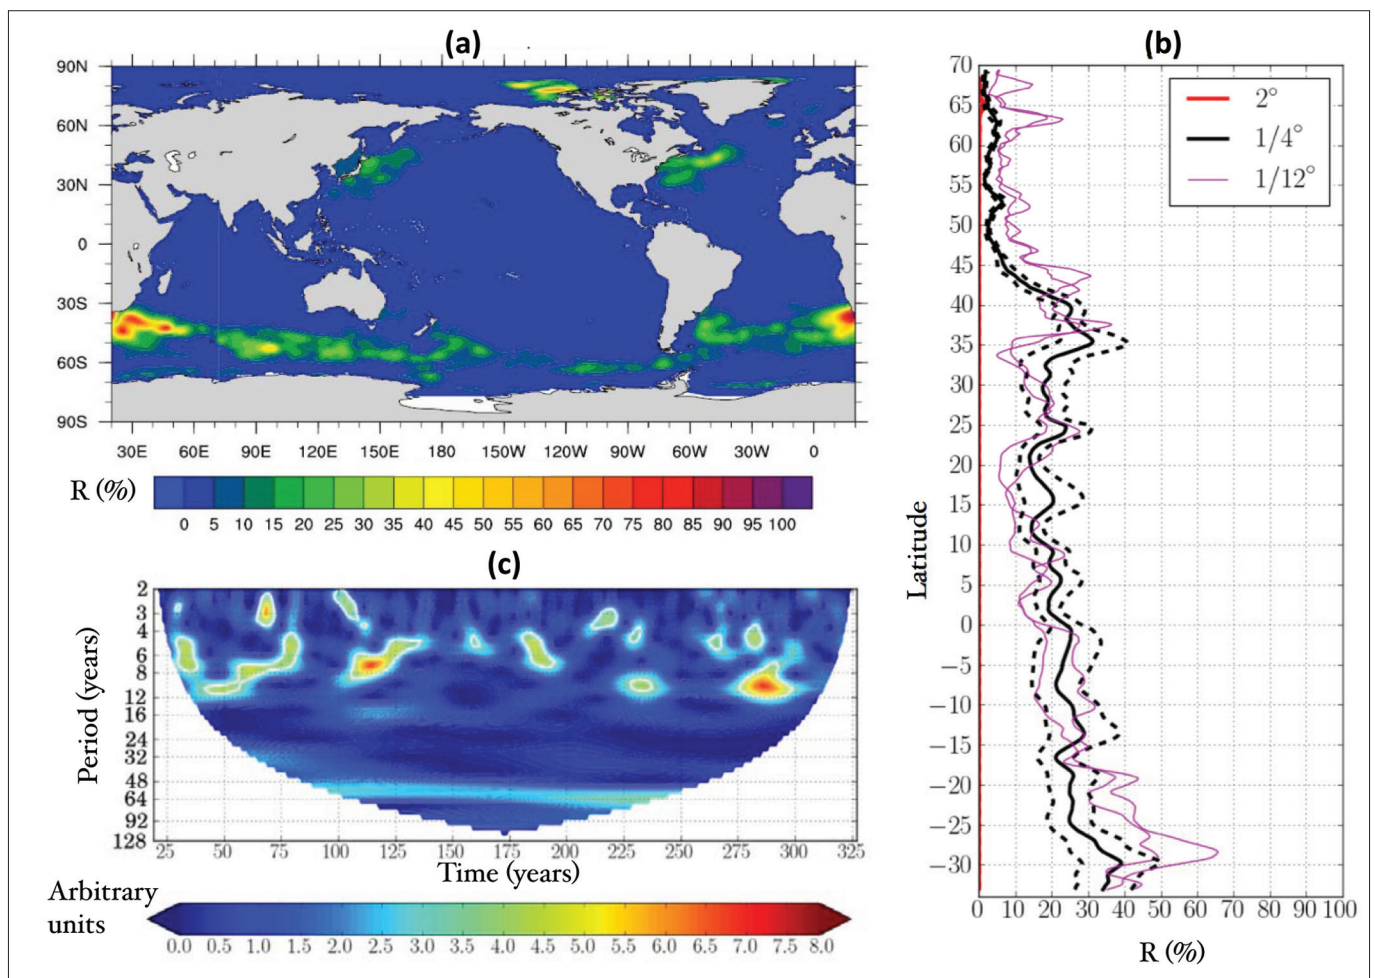 (a)
90N
60N
30N
0
30S
60S
90S
30E 60E 90E 120E 150E 150W 120W 90W 60W 30W 0
R (%)
0 5 10 15 20 25 30 35 40 45 50 55 60 65 70 75 80 85 90 95 100
(b)
2°
1/4°
1/12°
70
65
60
55
50
45
40
35
30
25
20
15
10
5
0
−5
−10
−15
−20
−25
−30
Latitude
0 10 20 30 40 50 60 70 80 90 100
R (%)
(c)
2
3
4
6
8
12
16
24
32
48
64
92
128
Period (years)
25 50 75 100 125 150 175 200 225 250 275 300 325
Time (years)
Arbitrary
units
0.0 0.5 1.0 1.5 2.0 2.5 3.0 3.5 4.0 4.5 5.0 5.5 6.0 6.5 7.0 7.5 8.0